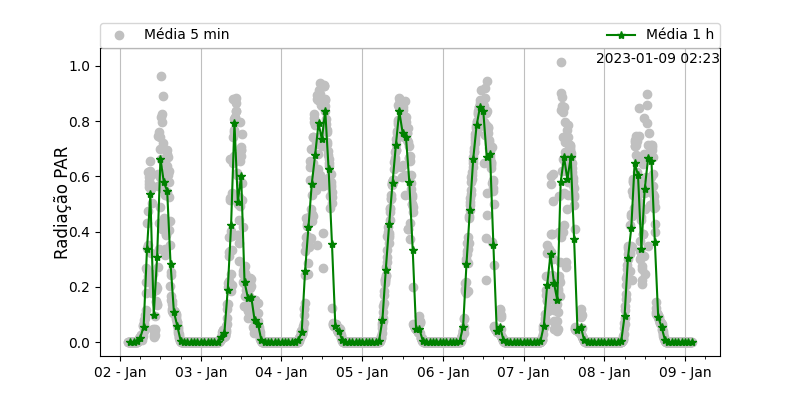 Média 5 min
Média 1 h
2023-01-09 02:23
Radiação PAR
1.0
0.8
0.6
0.4
0.2
0.0
02 - Jan
03 - Jan
04 - Jan
05 - Jan
06 - Jan
07 - Jan
08 - Jan
09 - Jan